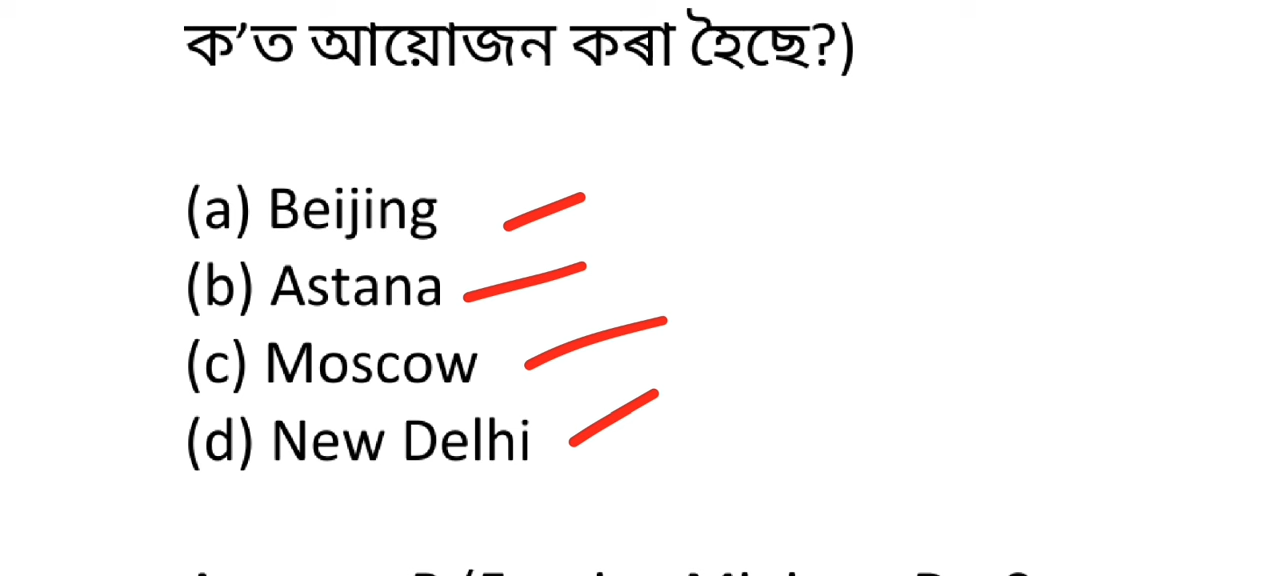 ক’ত আয়োজন কৰা হৈছে?)
(a) Beijing
(b) Astana
(c) Moscow
(d) New Delhi